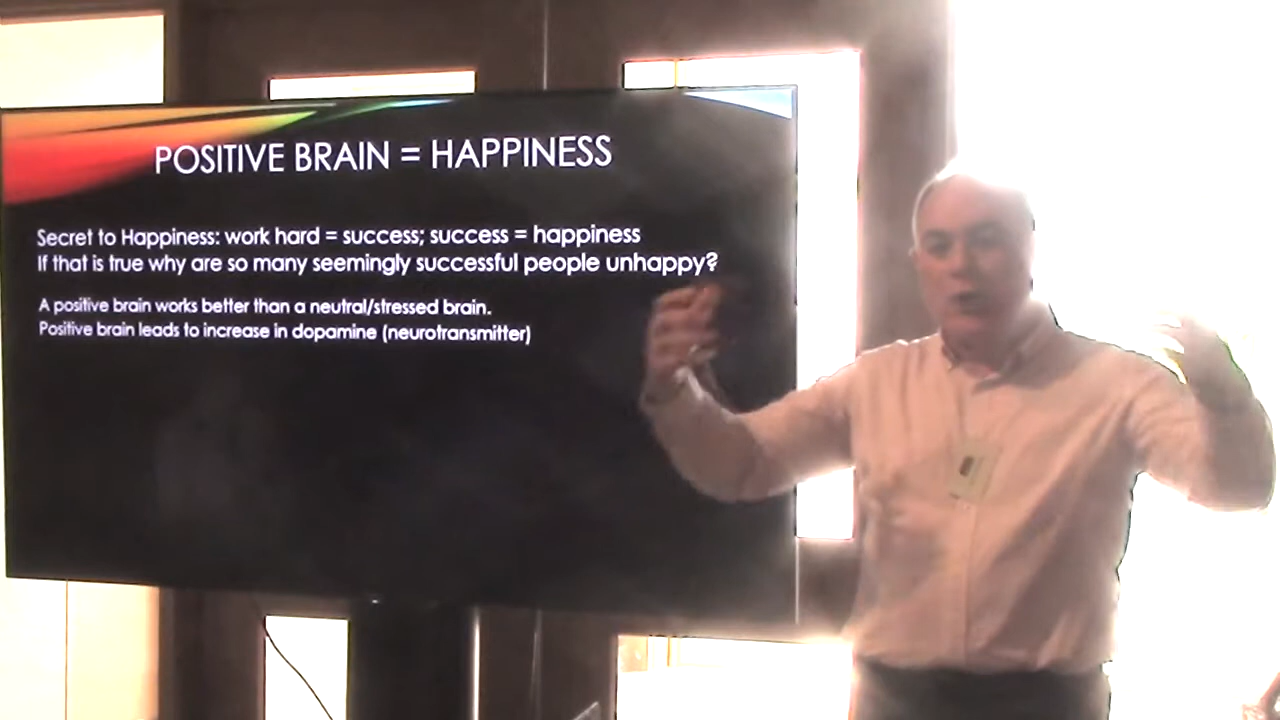 POSITIVE BRAIN = HAPPINESS
Secret to Happiness: work hard = success; success = happiness
If that is true why are so many seemingly successful people unhappy?
A positive brain works better than a neutral/stressed brain.
Positive brain leads to increase in dopamine (neurotransmitter)